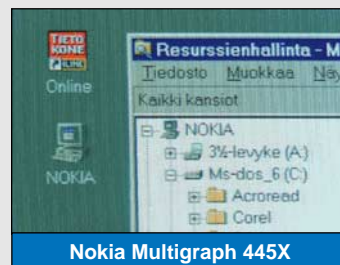 TIETO
KONE
ONLINE
Online
NOKIA
Resurssienhallinta - M
Tiedosto Muokkaa Näy
Kaikki kansiot
NOKIA
3½-levyke (A:)
Ms-dos_6 (C:)
Acroread
Corel
Nokia Multigraph 445X